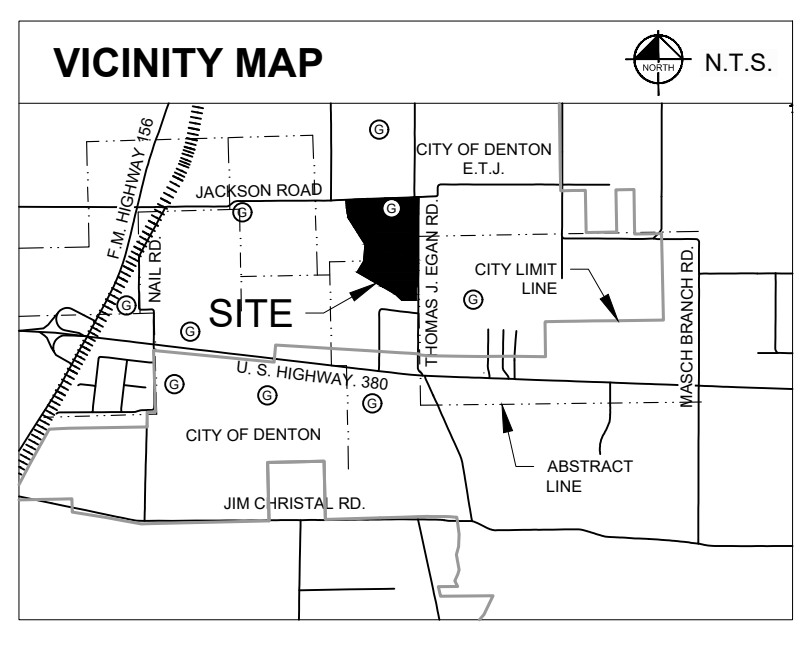 VICINITY MAP
NORTH
N.T.S.
F.M. HIGHWAY 156
G
CITY OF DENTON
E.T.J.
JACKSON ROAD
G
G
NAIL RD.
THOMAS J. EGAN RD.
MASCH BRANCH RD.
CITY LIMIT
LINE
G
G
SITE
G
U. S. HIGHWAY. 380
G
G
G
CITY OF DENTON
ABSTRACT
LINE
JIM CHRISTAL RD.